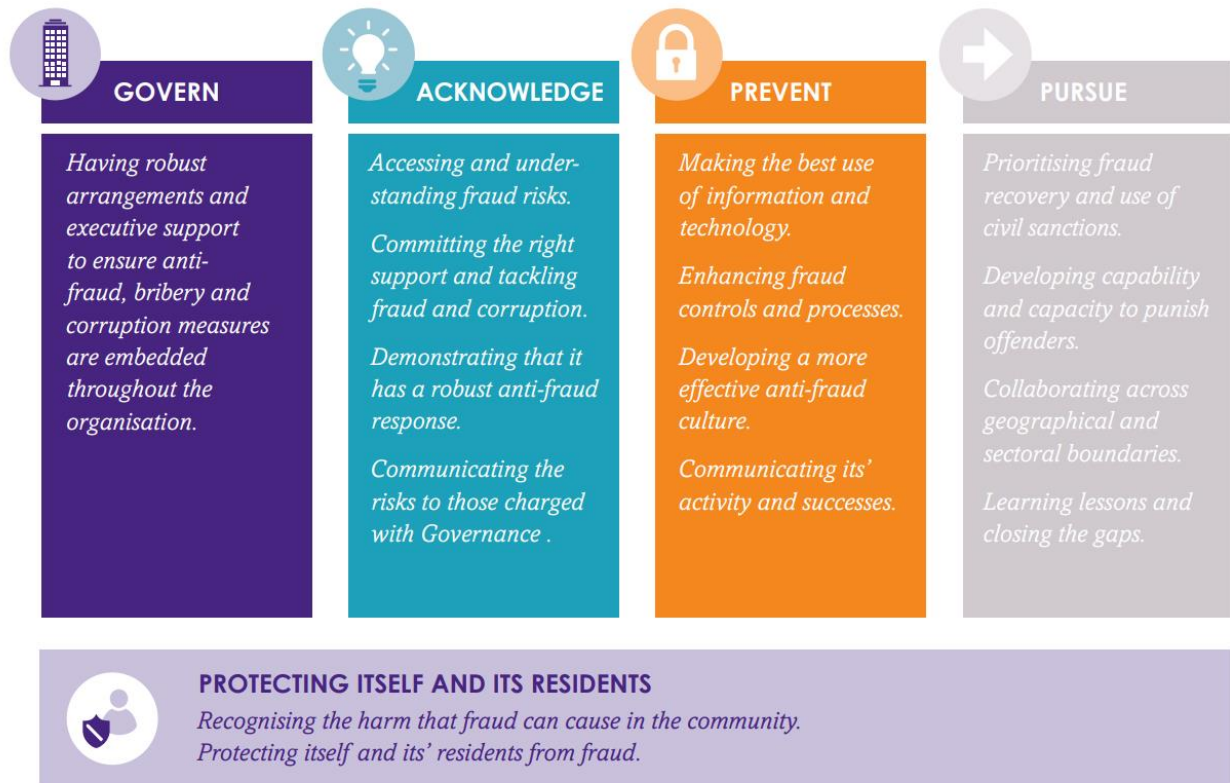 GOVERN
Having robust
arrangements and
executive support
to ensure anti-
fraud, bribery and
corruption measures
are embedded
throughout the
organisation.
ACKNOWLEDGE
Accessing and under-
standing fraud risks.
Committing the right
support and tackling
fraud and corruption.
Demonstrating that it
has a robust anti-fraud
response.
Communicating the
risks to those charged
with Governance .
PREVENT
Making the best use
of information and
technology.
Enhancing fraud
controls and processes.
Developing a more
effective anti-fraud
culture.
Communicating its’
activity and successes.
PURSUE
Prioritising fraud
recovery and use of
civil sanctions.
Developing capability
and capacity to punish
offenders.
Collaborating across
geographical and
sectoral boundaries.
Learning lessons and
closing the gaps.
PROTECTING ITSELF AND ITS RESIDENTS
Recognising the harm that fraud can cause in the community.
Protecting itself and its’ residents from fraud.